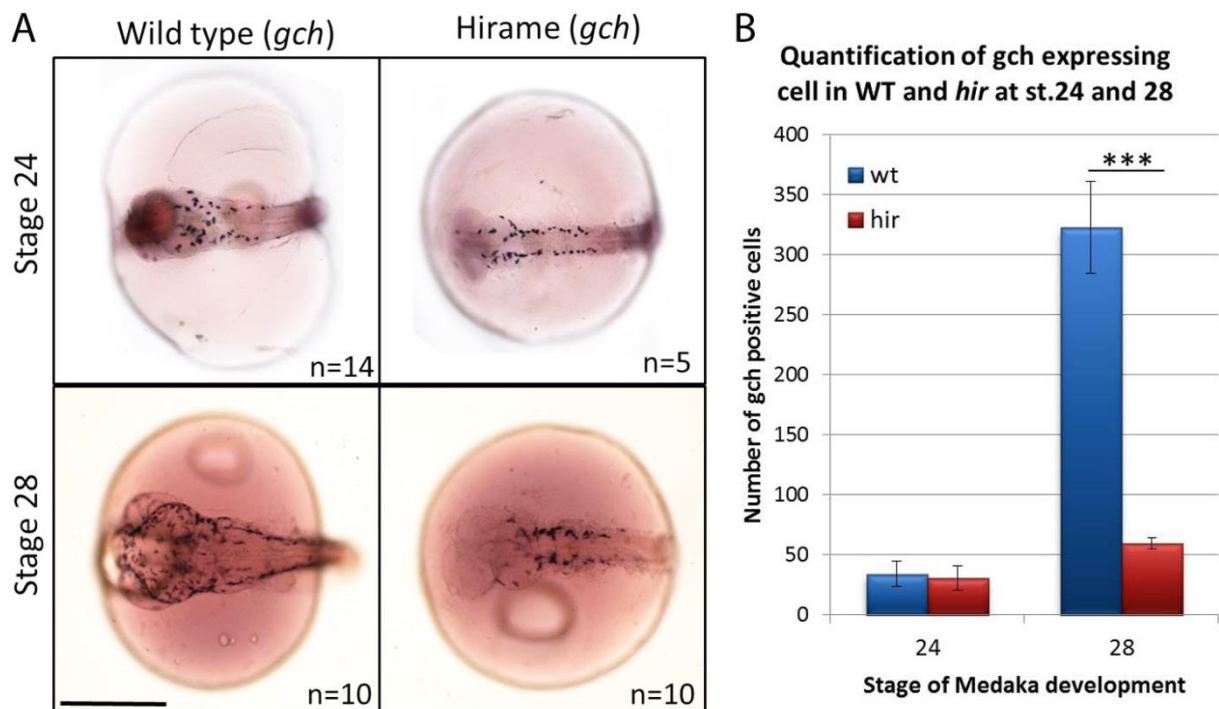 A
Wild type (gch)
Hirame (gch)
Stage 24
n=14
n=5
Stage 28
n=10
n=10
B
Quantification of gch expressing
cell in WT and hir at st.24 and 28
Number of gch positive cells
400
350
300
250
200
150
100
50
0
wt
hir
***
24
28
Stage of Medaka development